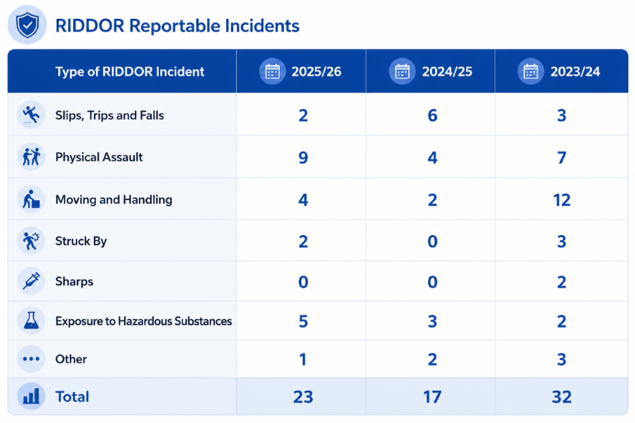 RIDDOR Reportable Incidents
Type of RIDDOR Incident 2025/26 2024/25 2023/24
Slips, Trips and Falls 2 6 3
Physical Assault 9 4 7
Moving and Handling 4 2 12
Struck By 2 0 3
Sharps 0 0 2
Exposure to Hazardous Substances 5 3 2
Other 1 2 3
Total 23 17 32